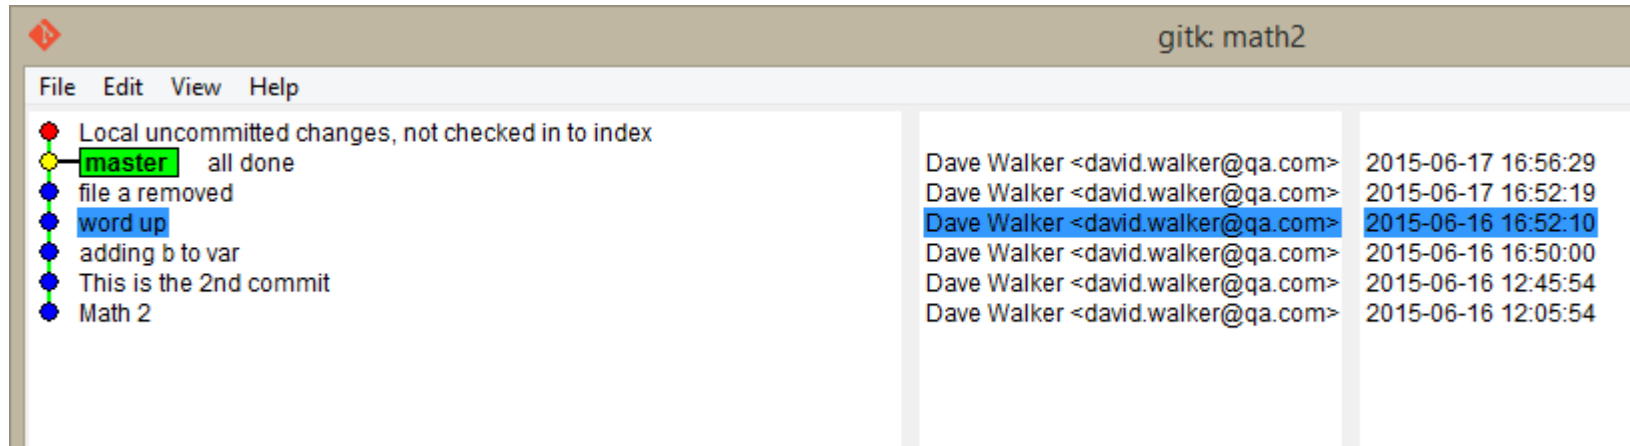 gitk: math2
File Edit View Help
Local uncommitted changes, not checked in to index
master all done Dave Walker <david.walker@qa.com> 2015-06-17 16:56:29
file a removed Dave Walker <david.walker@qa.com> 2015-06-17 16:52:19
word up Dave Walker <david.walker@qa.com> 2015-06-16 16:52:10
adding b to var Dave Walker <david.walker@qa.com> 2015-06-16 16:50:00
This is the 2nd commit Dave Walker <david.walker@qa.com> 2015-06-16 12:45:54
Math 2 Dave Walker <david.walker@qa.com> 2015-06-16 12:05:54